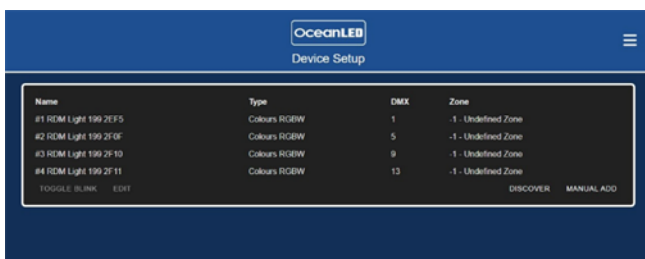 OceanLED
Device Setup
Name Type DMX Zone
#1 RDM Light 199 2EF5 Colours RGBW 1 -1 - Undefined Zone
#2 RDM Light 199 2F0F Colours RGBW 5 -1 - Undefined Zone
#3 RDM Light 199 2F10 Colours RGBW 9 -1 - Undefined Zone
#4 RDM Light 199 2F11 Colours RGBW 13 -1 - Undefined Zone
TOGGLE BLINK EDIT DISCOVER MANUAL ADD